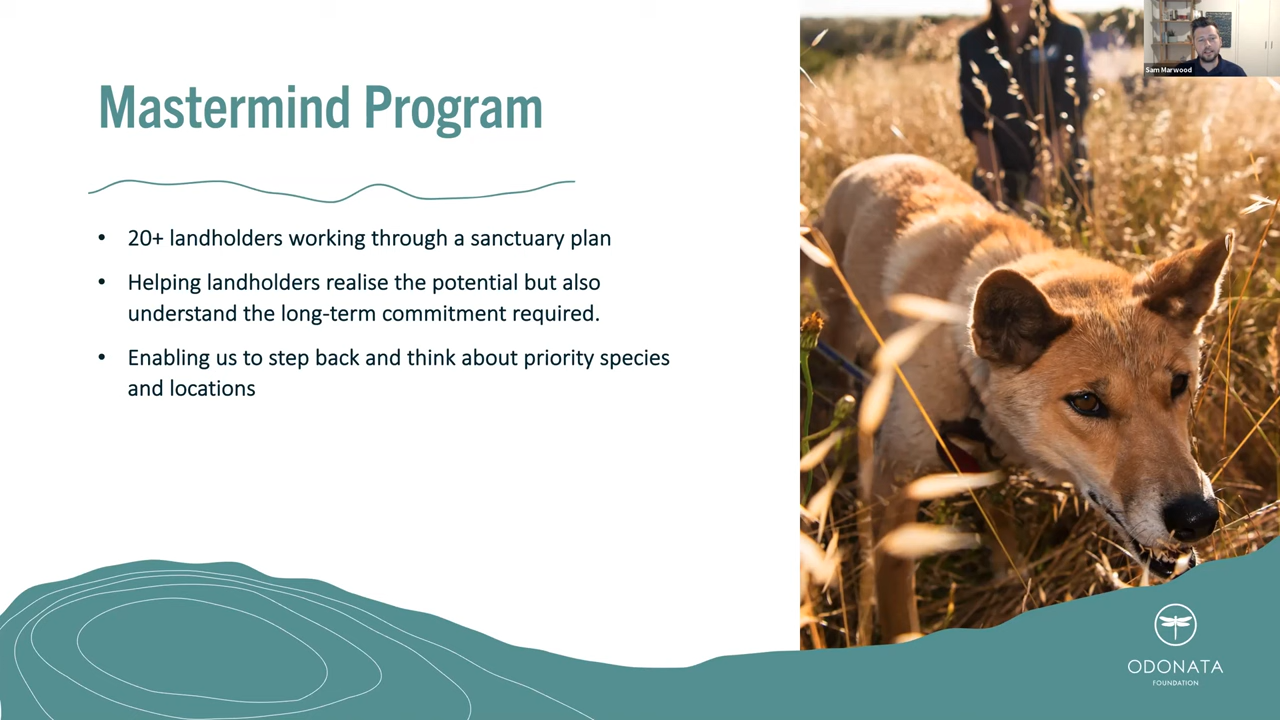 Mastermind Program
• 20+ landholders working through a sanctuary plan
• Helping landholders realise the potential but also
understand the long-term commitment required.
• Enabling us to step back and think about priority species
and locations
Sam Marwood
ODONATA
FOUNDATION